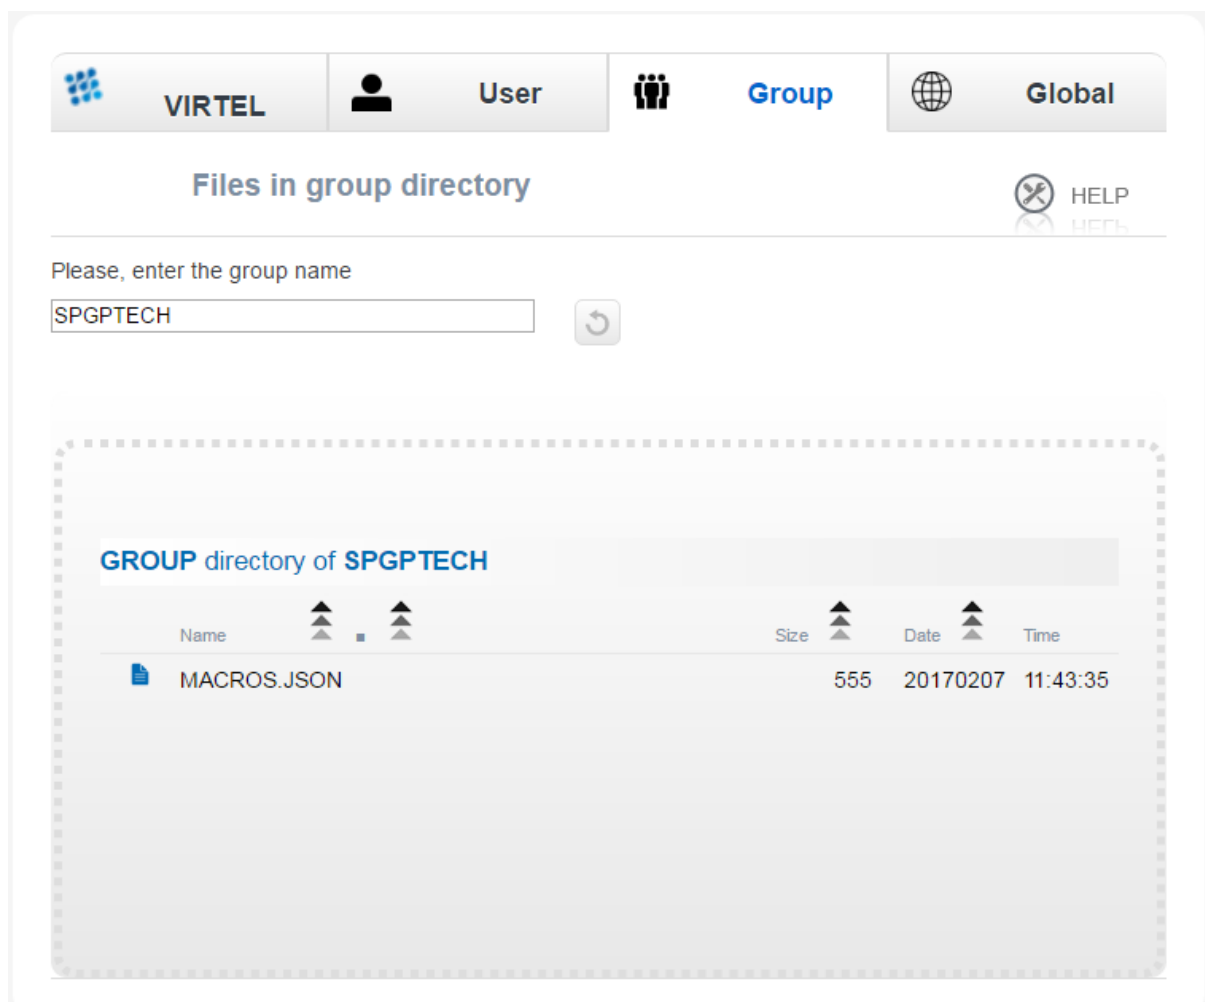 VIRTEL User Group Global
Files in group directory
HELP
Please, enter the group name
SPGPTECH
GROUP directory of SPGPTECH
Name . Size Date Time
MACROS.JSON 555 20170207 11:43:35